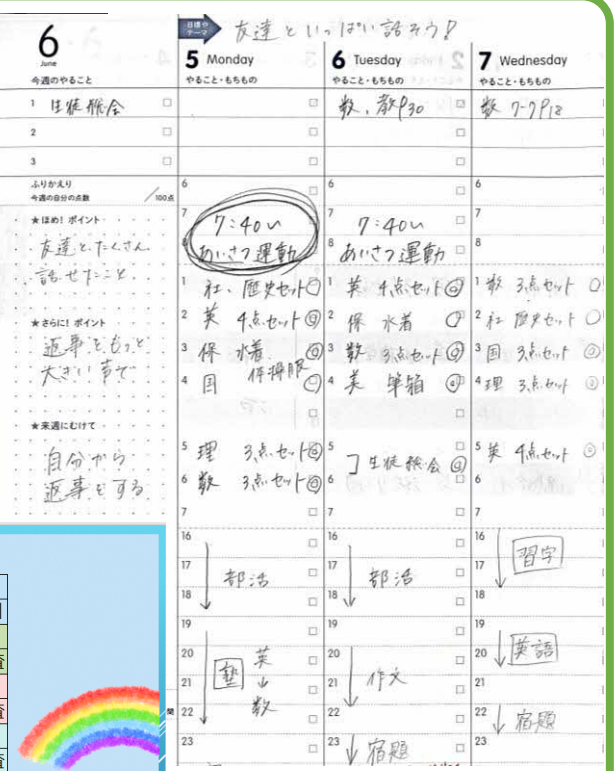 6
June
目標やテーマ 友達といっぱい話そう!
5 Monday
6 Tuesday
7 Wednesday
今週のやること
やること・もちもの
やること・もちもの
やること・もちもの
1 生徒総会
数、教P30
数 ワ-7P12
2
3
ふりかえり
今週の自分の点数 /100点
★ほめ!ポイント
友達とたくさん
話せたこと
★さらに!ポイント
返事をもっと
大きい声で
★来週にむけて
自分から
返事をする
6
7 7:40〜
8 あいさつ運動
1 社、歴史セット
2 英 4点セット
3 保 水着
4 国
5 理 3点セット
6 数 3点セット
7
16
17 部活
18
19
20 英
21 塾 ↓
22 数
23
6
7 7:40〜
8 あいさつ運動
1 英 4点セット
2 保 水着
3 数 3点セット
4 美 筆箱
5 生徒総会
6
7
16
17 部活
18
19
20
21 作文
22
23 宿題
6
7
8
1 数 3点セット
2 社 歴史セット
3 国 3点セット
4 理 3点セット
5 英 4点セット
6
7
16 習字
17
18
19
20 英語
21
22 宿題
23